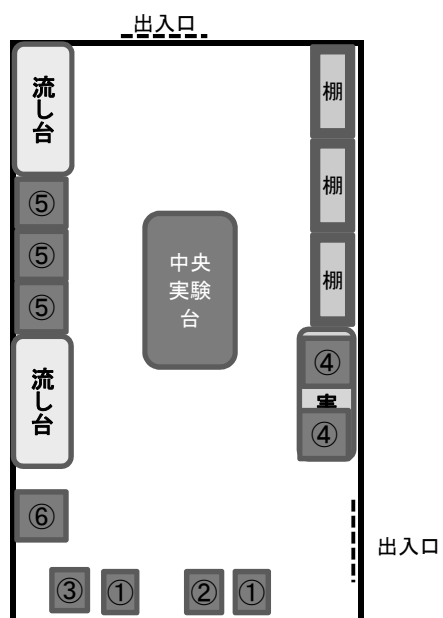 出入口
流し台
棚
⑤
棚
⑤
中央
実験
台
棚
⑤
④
流し台
④
⑥
出入口
③
①
②
①